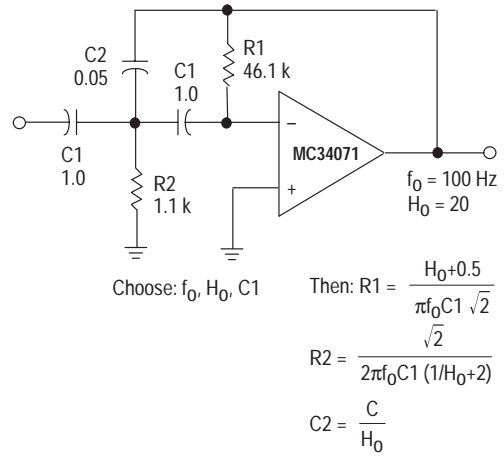 C2
0.05
R1
46.1 k
C1
1.0
C1
1.0
R2
1.1 k
−
+
MC34071
f0 = 100 Hz
H0 = 20
Choose: f0, H0, C1
Then: R1 = H0+0.5 / πf0C1 √2
R2 = √2 / 2πf0C1 (1/H0+2)
C2 = C / H0